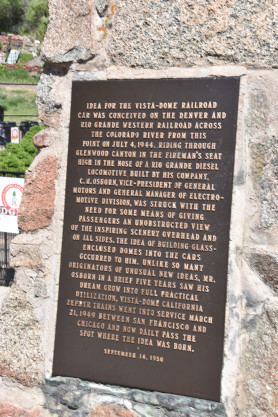 IDEA FOR THE VISTA-DOME RAILROAD
CAR WAS CONCEIVED ON THE DENVER AND
RIO GRANDE WESTERN RAILROAD ACROSS
THE COLORADO RIVER FROM THIS
POINT ON JULY 4, 1944. RIDING THROUGH
GLENWOOD CANYON IN THE FIREMAN'S SEAT
HIGH IN THE NOSE OF A RIO GRANDE DIESEL
LOCOMOTIVE BUILT BY HIS COMPANY,
C. R. OSBORN, VICE-PRESIDENT OF GENERAL
MOTORS AND GENERAL MANAGER OF ELECTRO-
MOTIVE DIVISION, WAS STRUCK WITH THE
NEED FOR SOME MEANS OF GIVING
PASSENGERS AN UNOBSTRUCTED VIEW
OF THE INSPIRING SCENERY OVERHEAD AND
ON ALL SIDES. THE IDEA OF BUILDING GLASS-
ENCLOSED DOMES INTO THE CARS
OCCURRED TO HIM. UNLIKE SO MANY
ORIGINATORS OF UNUSUAL NEW IDEAS, MR.
OSBORN IN A BRIEF FIVE YEARS SAW HIS
DREAM GROW INTO FULL PRACTICAL
UTILIZATION. VISTA-DOME CALIFORNIA
ZEPHYR TRAINS WENT INTO SERVICE MARCH
21, 1949 BETWEEN SAN FRANCISCO AND
CHICAGO AND NOW DAILY PASS THE
SPOT WHERE THE IDEA WAS BORN.
SEPTEMBER 14, 1950